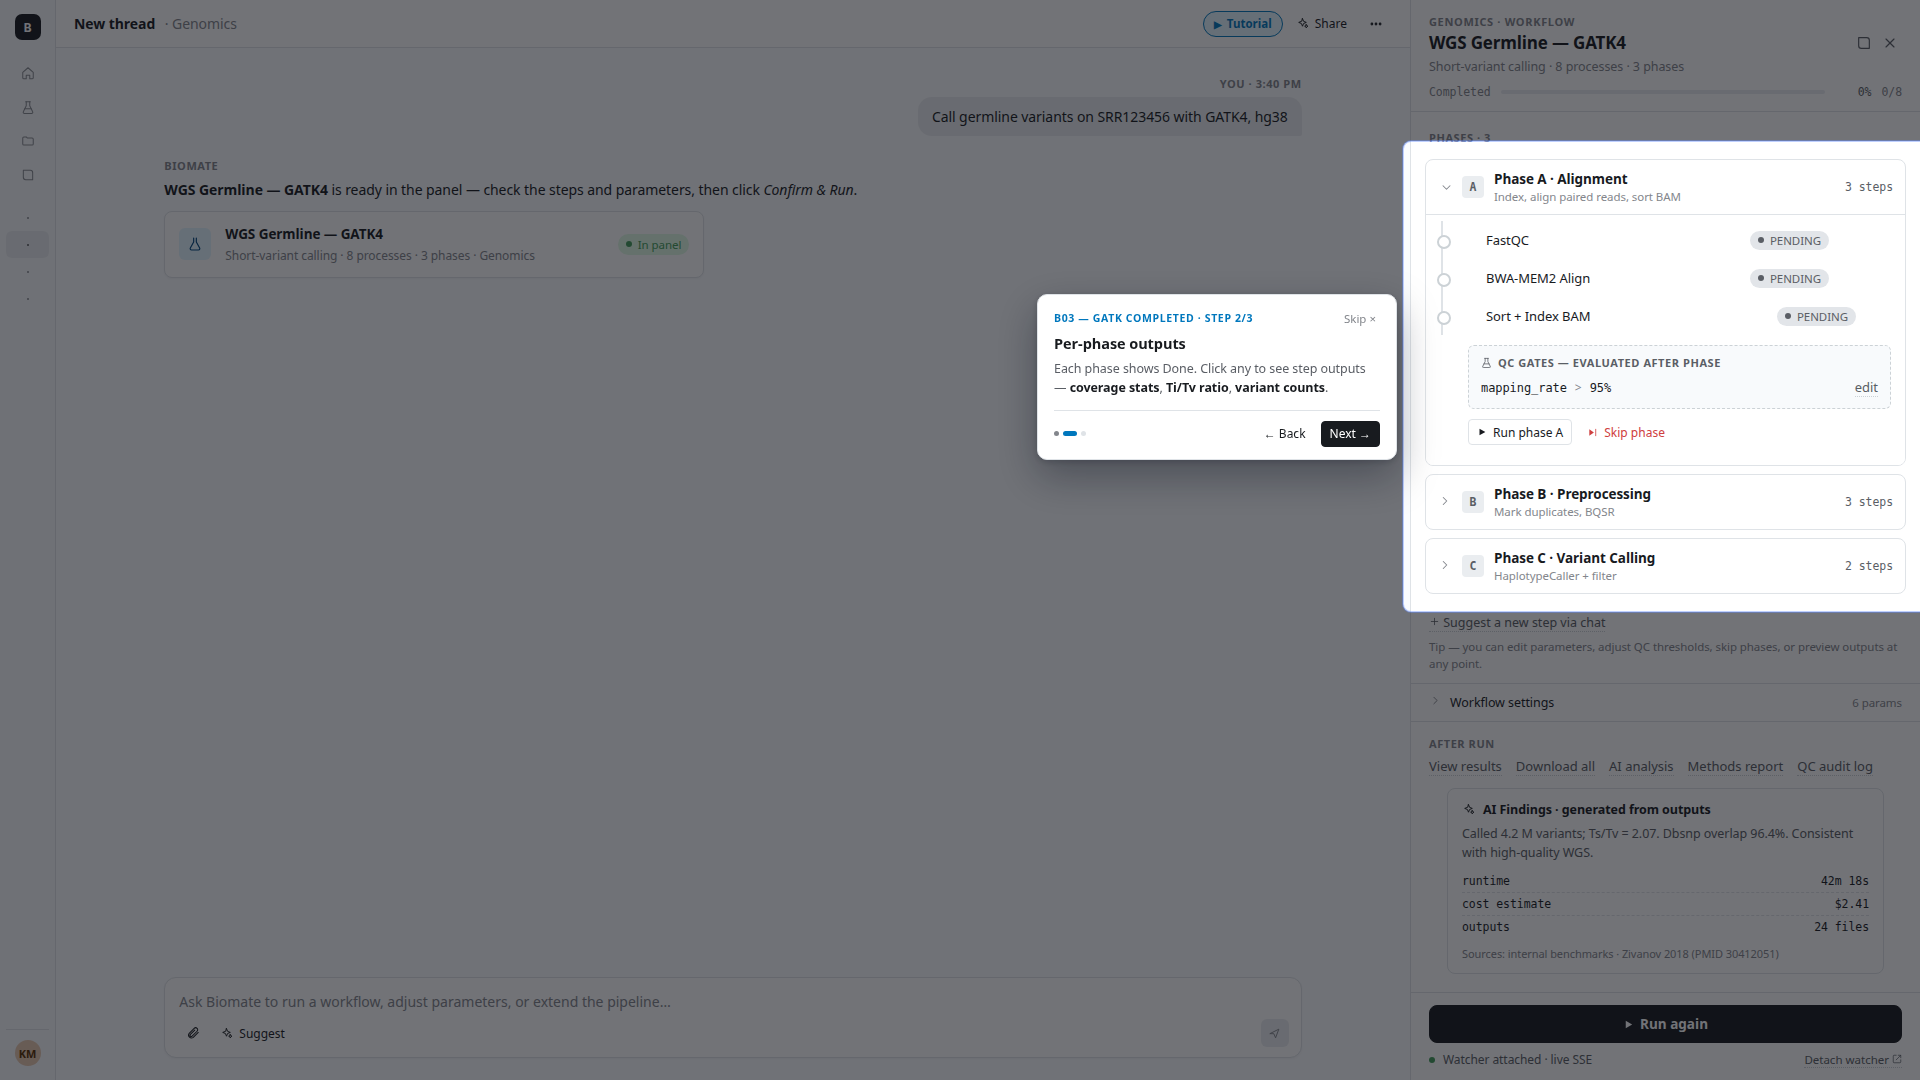 B
New thread · Genomics
▶ Tutorial
Share
YOU · 3:40 PM
Call germline variants on SRR123456 with GATK4, hg38
BIOMATE
WGS Germline — GATK4 is ready in the panel — check the steps and parameters, then click Confirm & Run.
WGS Germline — GATK4
Short-variant calling · 8 processes · 3 phases · Genomics
In panel
B03 — GATK COMPLETED · STEP 2/3
Skip ×
Per-phase outputs
Each phase shows Done. Click any to see step outputs
— coverage stats, Ti/Tv ratio, variant counts.
← Back
Next →
Ask Biomate to run a workflow, adjust parameters, or extend the pipeline...
Suggest
KM
GENOMICS · WORKFLOW
WGS Germline — GATK4
Short-variant calling · 8 processes · 3 phases
Completed 0% 0/8
PHASES · 3
A Phase A · Alignment 3 steps
Index, align paired reads, sort BAM
FastQC PENDING
BWA-MEM2 Align PENDING
Sort + Index BAM PENDING
QC GATES — EVALUATED AFTER PHASE
mapping_rate > 95% edit
Run phase A
Skip phase
B Phase B · Preprocessing 3 steps
Mark duplicates, BQSR
C Phase C · Variant Calling 2 steps
HaplotypeCaller + filter
+ Suggest a new step via chat
Tip — you can edit parameters, adjust QC thresholds, skip phases, or preview outputs at
any point.
Workflow settings 6 params
AFTER RUN
View results Download all AI analysis Methods report QC audit log
AI Findings · generated from outputs
Called 4.2 M variants; Ts/Tv = 2.07. Dbsnp overlap 96.4%. Consistent
with high-quality WGS.
runtime 42m 18s
cost estimate $2.41
outputs 24 files
Sources: internal benchmarks · Zivanov 2018 (PMID 30412051)
Run again
Watcher attached · live SSE
Detach watcher